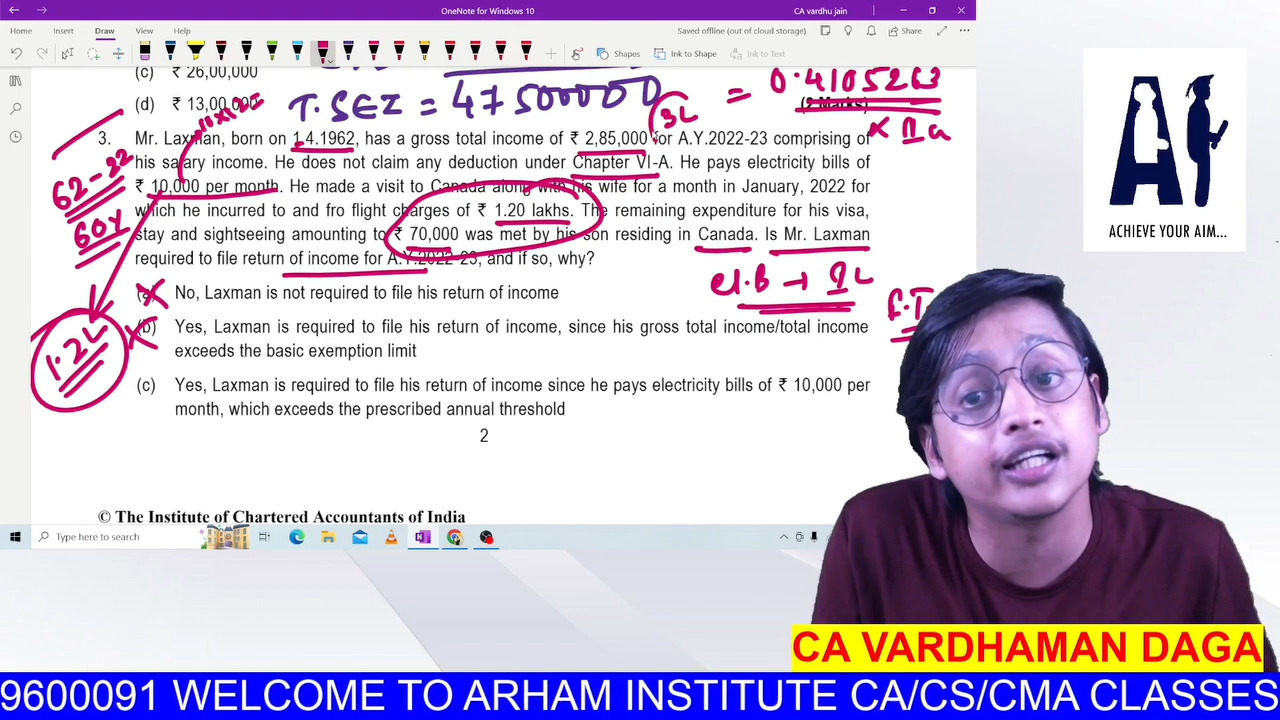 OneNote for Windows 10
CA vardhu jain
Home Insert Draw View Help
Saved offline (out of cloud storage)
Share
Shapes Ink to Shape Ink to Text
(c) ₹ 26,00,000
(d) ₹ 13,00,000
T. SEZ = 47500000
= 0.4105263
3L
3. Mr. Laxman, born on 1.4.1962, has a gross total income of ₹ 2,85,000 for A.Y.2022-23 comprising of
his salary income. He does not claim any deduction under Chapter VI-A. He pays electricity bills of
₹ 10,000 per month. He made a visit to Canada along with his wife for a month in January, 2022 for
which he incurred to and fro flight charges of ₹ 1.20 lakhs. The remaining expenditure for his visa,
stay and sightseeing amounting to ₹ 70,000 was met by his son residing in Canada. Is Mr. Laxman
required to file return of income for A.Y.2022-23, and if so, why?
62-22
60Y
El.B → 1L
F.T
1.2L
(a) No, Laxman is not required to file his return of income
(b) Yes, Laxman is required to file his return of income, since his gross total income/total income
exceeds the basic exemption limit
(c) Yes, Laxman is required to file his return of income since he pays electricity bills of ₹ 10,000 per
month, which exceeds the prescribed annual threshold
2
© The Institute of Chartered Accountants of India
Type here to search
AI
ACHIEVE YOUR AIM...
CA VARDHAMAN DAGA
9600091 WELCOME TO ARHAM INSTITUTE CA/CS/CMA CLASSES